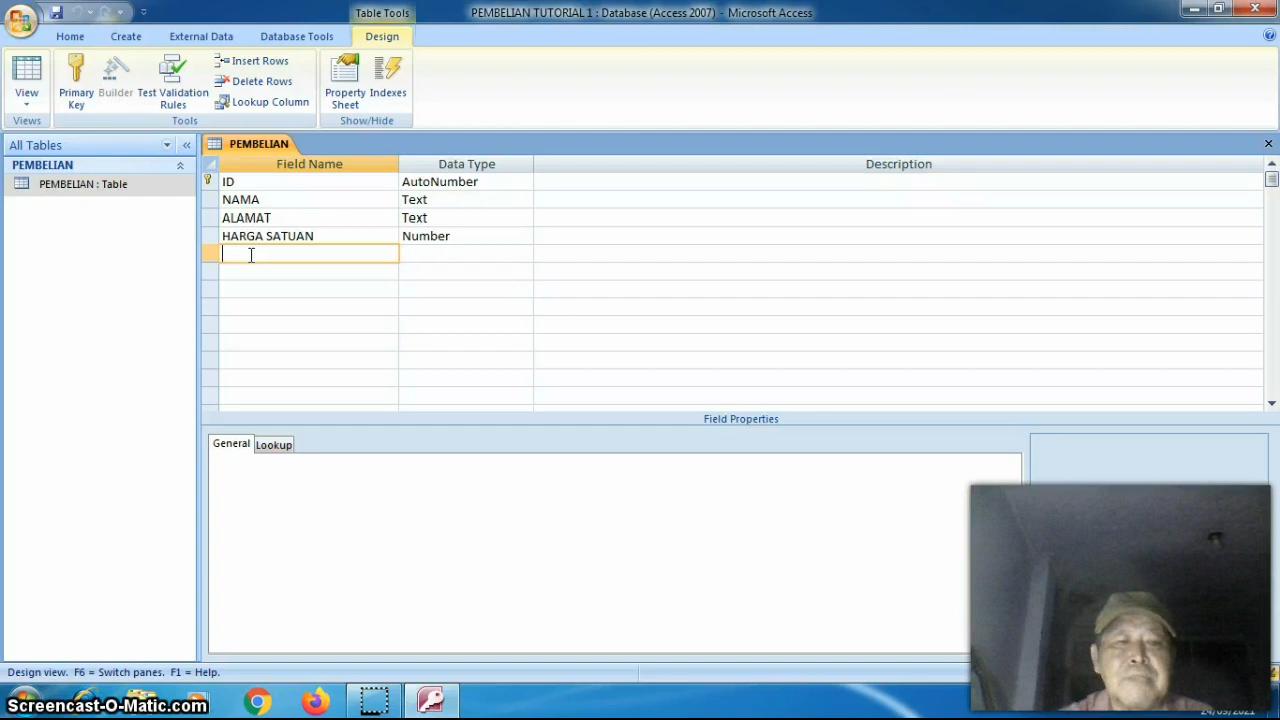 Table Tools
PEMBELIAN TUTORIAL 1 : Database (Access 2007) - Microsoft Access
Home
Create
External Data
Database Tools
Design
View
Primary Key
Builder
Test Validation Rules
Insert Rows
Delete Rows
Lookup Column
Property Sheet
Indexes
Views
Tools
Show/Hide
All Tables
PEMBELIAN
PEMBELIAN : Table
PEMBELIAN
Field Name Data Type Description
ID AutoNumber
NAMA Text
ALAMAT Text
HARGA SATUAN Number
Field Properties
General
Lookup
Design view. F6 = Switch panes. F1 = Help.
Screencast-O-Matic.com
24/09/2021